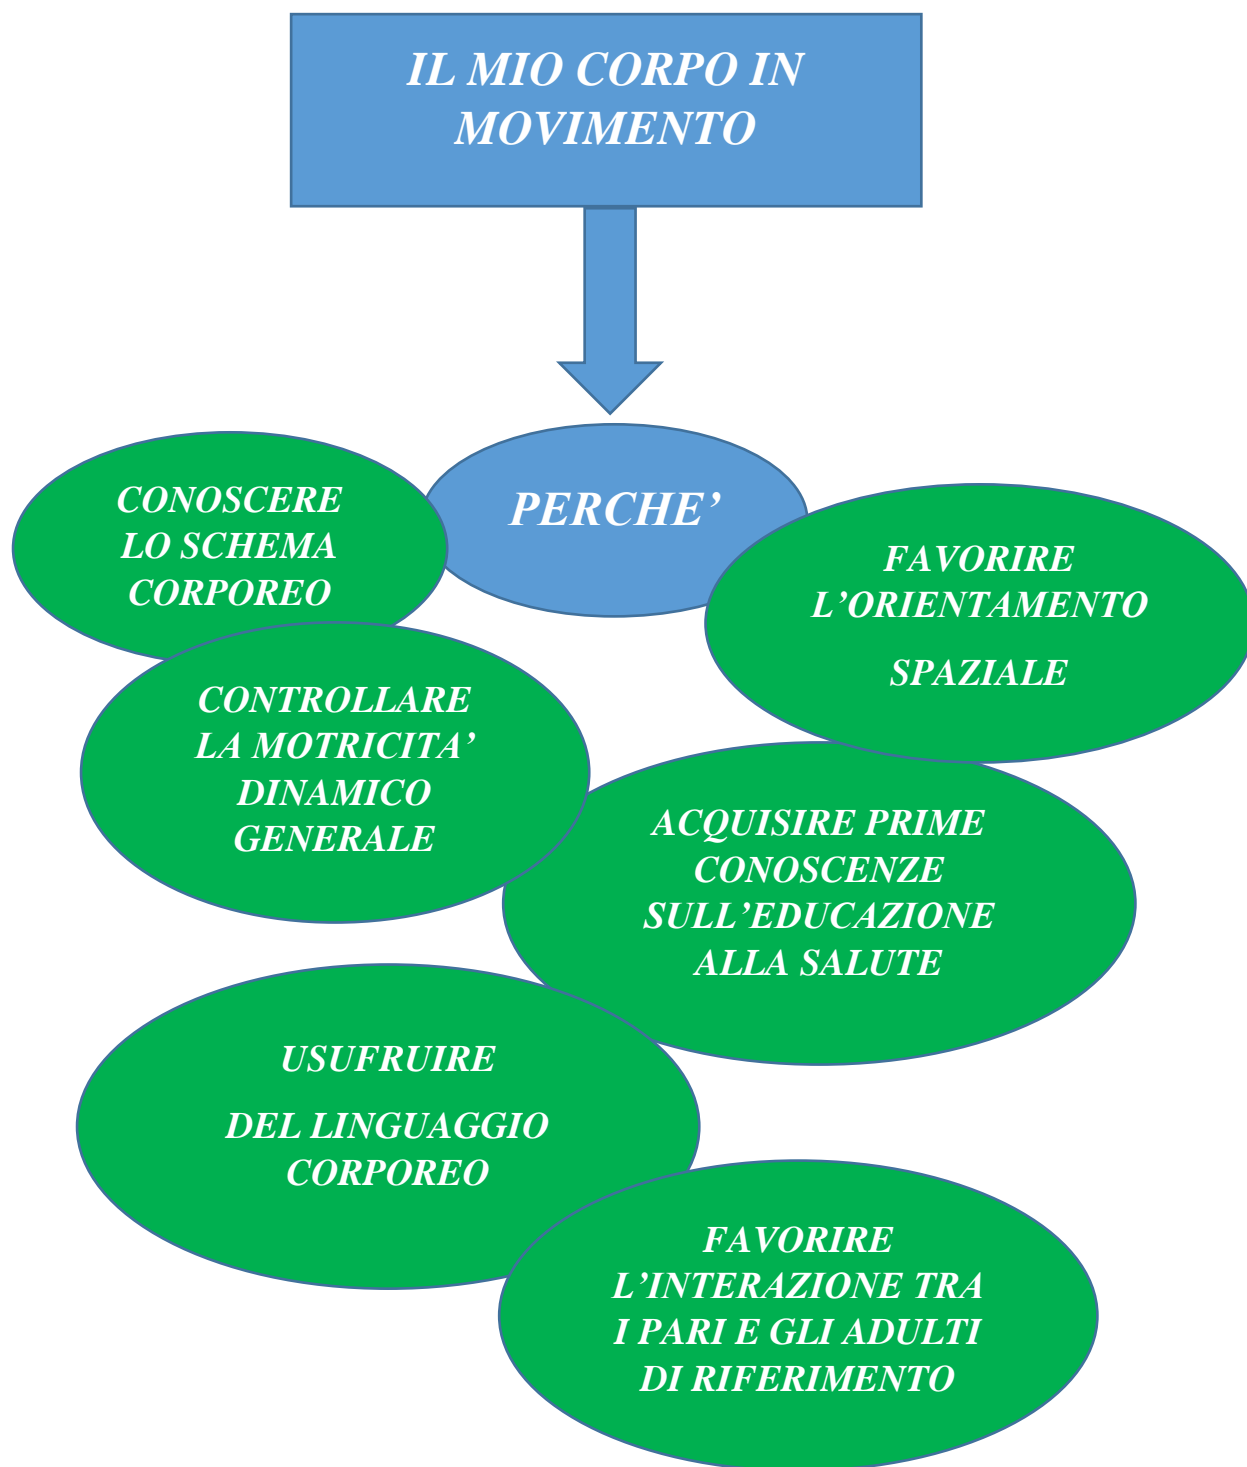 IL MIO CORPO IN
MOVIMENTO
PERCHE’
CONOSCERE
LO SCHEMA
CORPOREO
FAVORIRE
L’ORIENTAMENTO
SPAZIALE
CONTROLLARE
LA MOTRICITA’
DINAMICO
GENERALE
ACQUISIRE PRIME
CONOSCENZE
SULL’EDUCAZIONE
ALLA SALUTE
USUFRUIRE
DEL LINGUAGGIO
CORPOREO
FAVORIRE
L’INTERAZIONE TRA
I PARI E GLI ADULTI
DI RIFERIMENTO